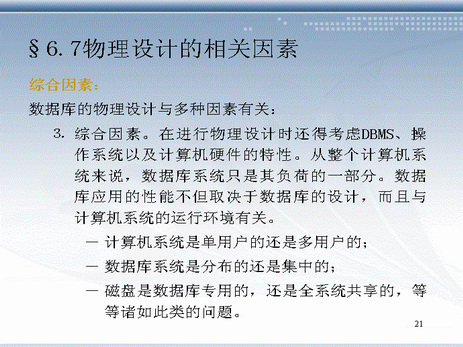 §6.7物理设计的相关因素
综合因素：
数据库的物理设计与多种因素有关：
3. 综合因素。在进行物理设计时还得考虑DBMS、操
作系统以及计算机硬件的特性。从整个计算机系
统来说，数据库系统只是其负荷的一部分。数据
库应用的性能不但取决于数据库的设计，而且与
计算机系统的运行环境有关。
— 计算机系统是单用户的还是多用户的；
— 数据库系统是分布的还是集中的；
— 磁盘是数据库专用的，还是全系统共享的，等
等诸如此类的问题。
21